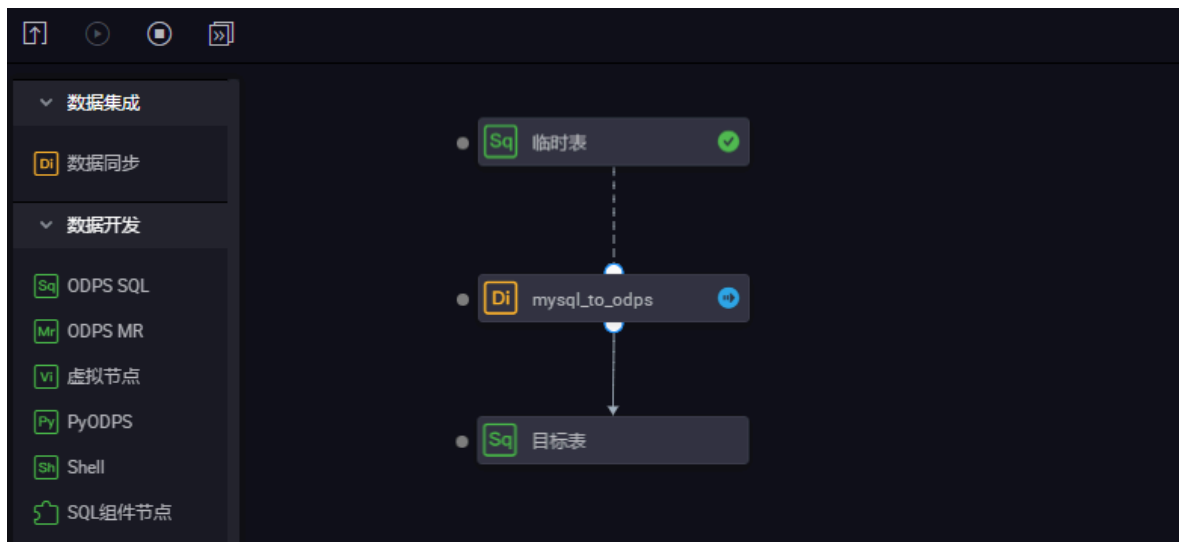 数据集成
Di 数据同步
数据开发
Sq ODPS SQL
Mr ODPS MR
Vi 虚拟节点
Py PyODPS
Sh Shell
SQL组件节点
Sq 临时表
Di mysql_to_odps
Sq 目标表